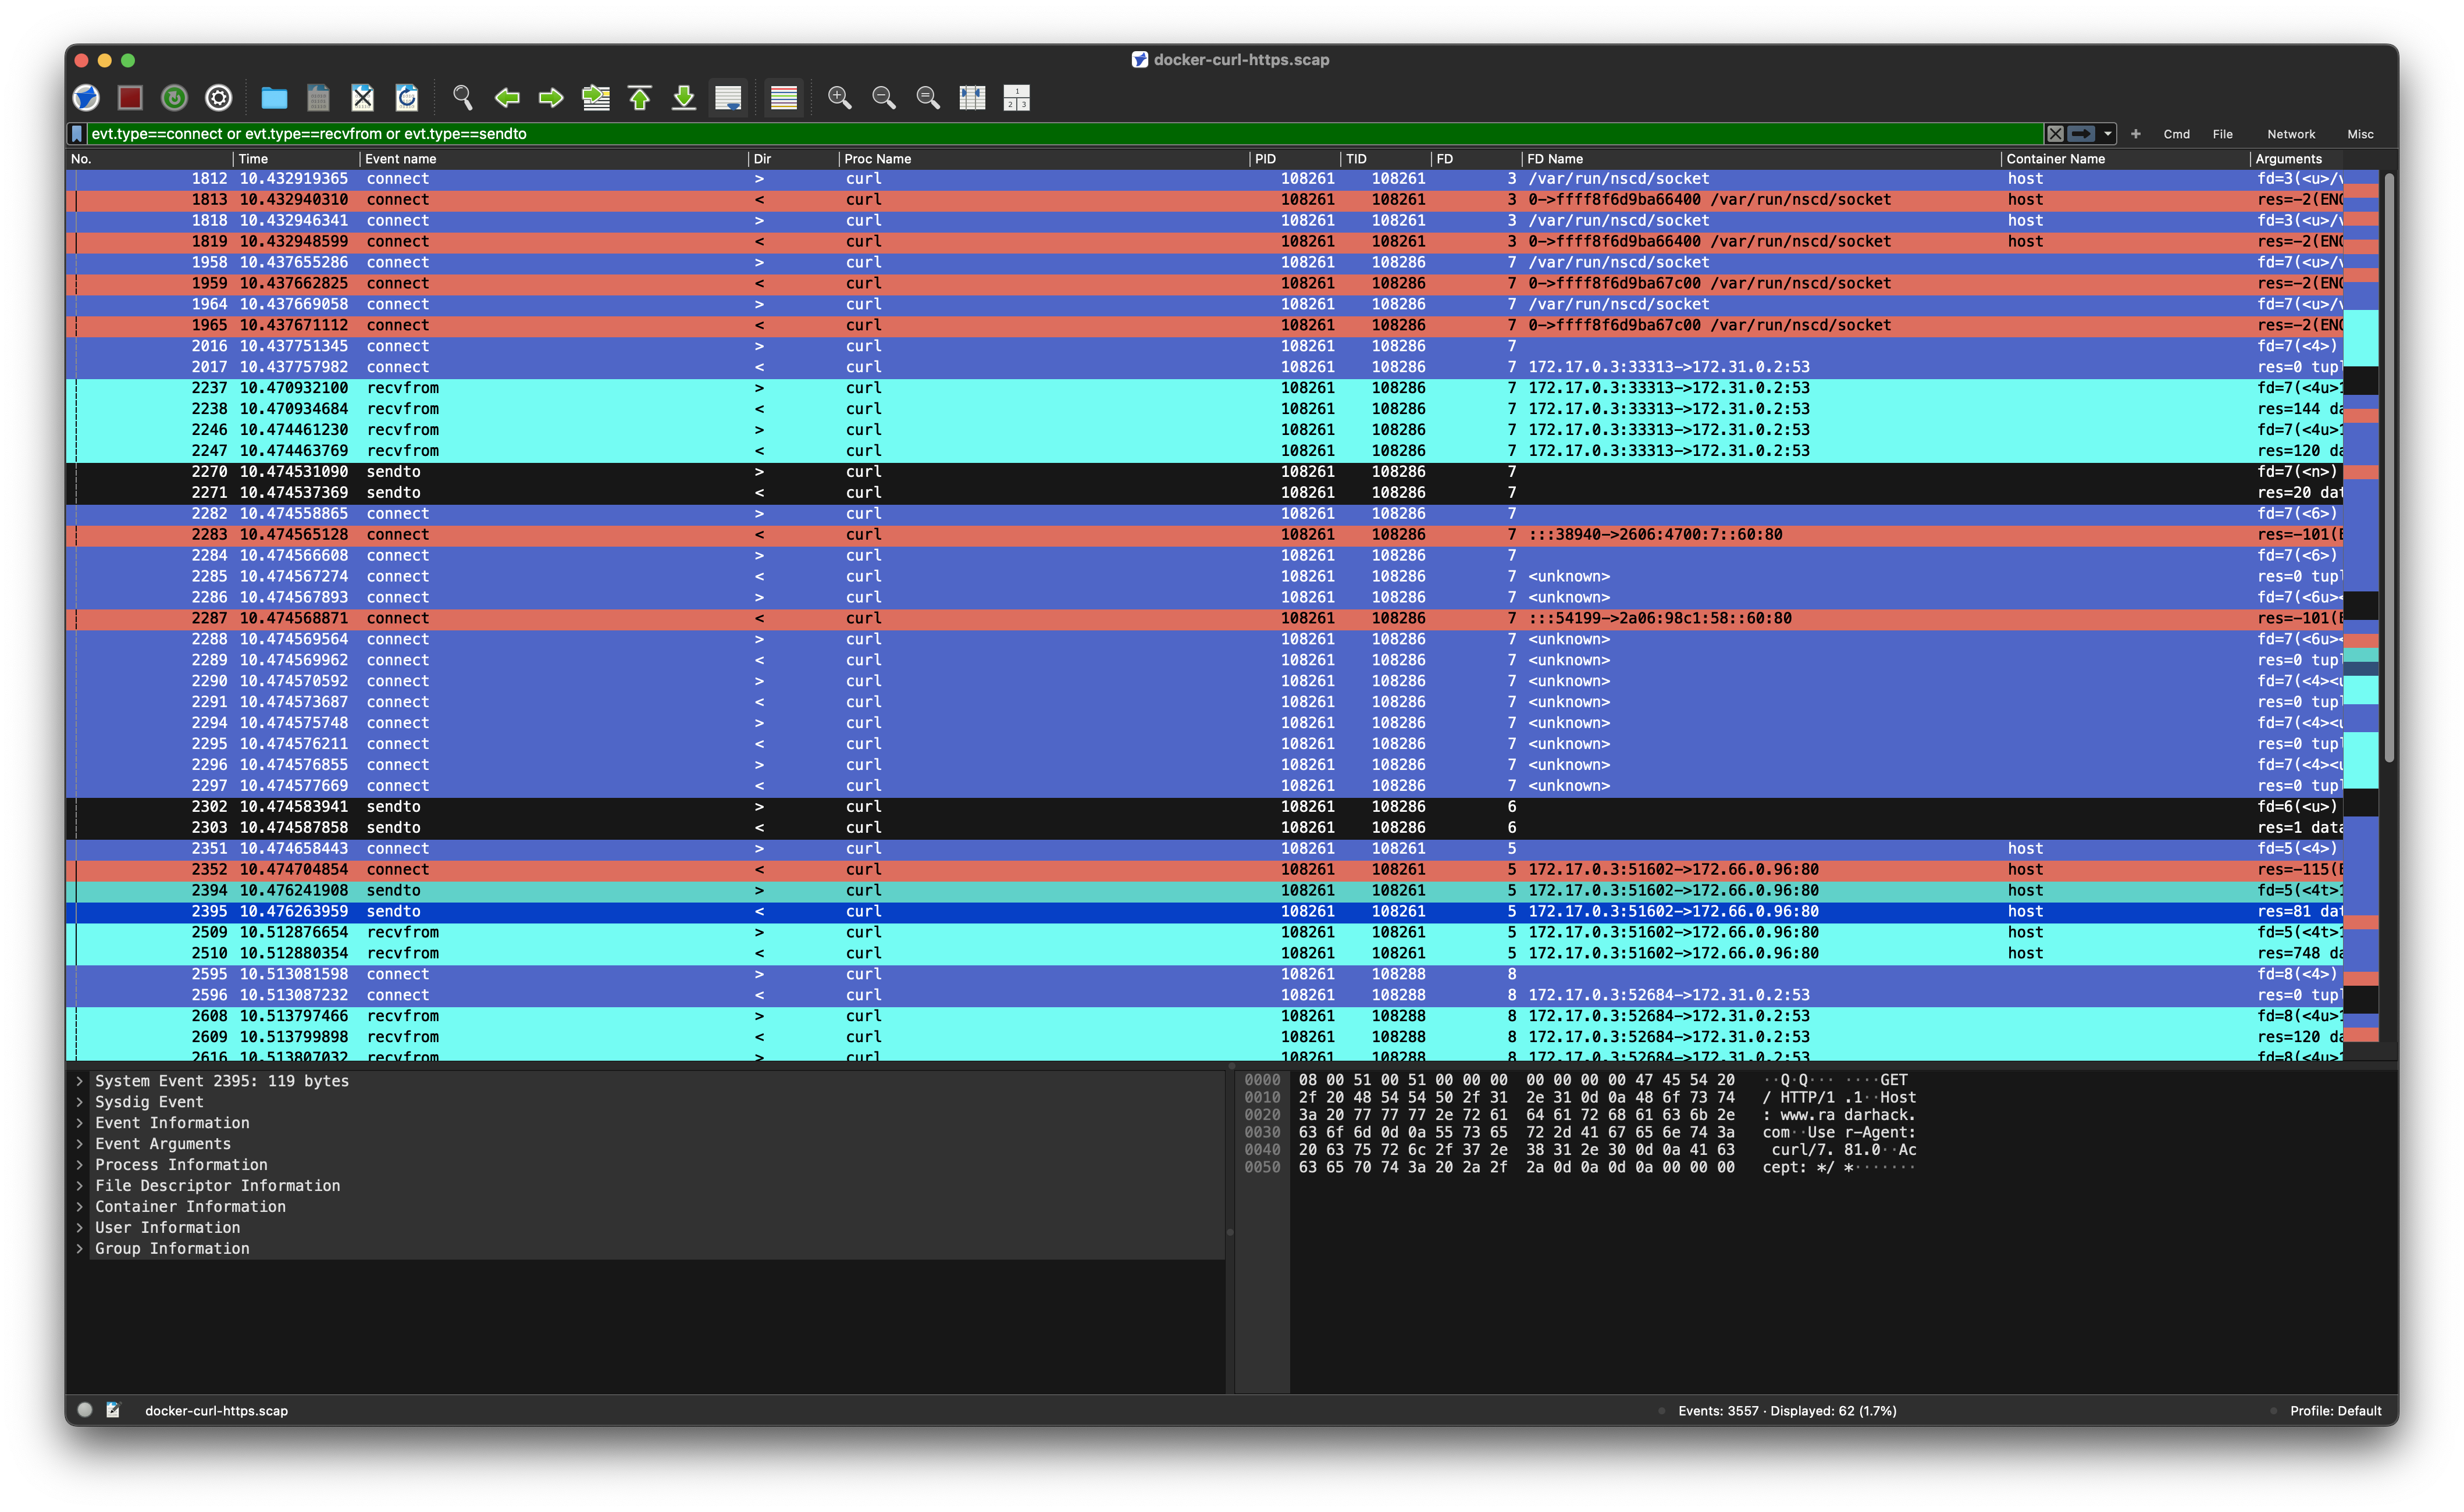 docker-curl-https.scap
evt.type==connect or evt.type==recvfrom or evt.type==sendto
+ Cmd File Network Misc
No. Time Event name Dir Proc Name PID TID FD FD Name Container Name Arguments
1812 10.432919365 connect > curl 108261 108261 3 /var/run/nscd/socket host fd=3(<u>/v
1813 10.432940310 connect < curl 108261 108261 3 0->ffff8f6d9ba66400 /var/run/nscd/socket host res=-2(ENO
1818 10.432946341 connect > curl 108261 108261 3 /var/run/nscd/socket host fd=3(<u>/v
1819 10.432948599 connect < curl 108261 108261 3 0->ffff8f6d9ba66400 /var/run/nscd/socket host res=-2(ENO
1958 10.437655286 connect > curl 108261 108286 7 /var/run/nscd/socket fd=7(<u>/v
1959 10.437662825 connect < curl 108261 108286 7 0->ffff8f6d9ba67c00 /var/run/nscd/socket res=-2(ENO
1964 10.437669058 connect > curl 108261 108286 7 /var/run/nscd/socket fd=7(<u>/v
1965 10.437671112 connect < curl 108261 108286 7 0->ffff8f6d9ba67c00 /var/run/nscd/socket res=-2(ENO
2016 10.437751345 connect > curl 108261 108286 7 fd=7(<4>)
2017 10.437757982 connect < curl 108261 108286 7 172.17.0.3:33313->172.31.0.2:53 res=0 tupl
2237 10.470932100 recvfrom > curl 108261 108286 7 172.17.0.3:33313->172.31.0.2:53 fd=7(<4u>1
2238 10.470934684 recvfrom < curl 108261 108286 7 172.17.0.3:33313->172.31.0.2:53 res=144 da
2246 10.474461230 recvfrom > curl 108261 108286 7 172.17.0.3:33313->172.31.0.2:53 fd=7(<4u>1
2247 10.474463769 recvfrom < curl 108261 108286 7 172.17.0.3:33313->172.31.0.2:53 res=120 da
2270 10.474531090 sendto > curl 108261 108286 7 fd=7(<n>)
2271 10.474537369 sendto < curl 108261 108286 7 res=20 dat
2282 10.474558865 connect > curl 108261 108286 7 fd=7(<6>)
2283 10.474565128 connect < curl 108261 108286 7 :::38940->2606:4700:7::60:80 res=-101(E
2284 10.474566608 connect > curl 108261 108286 7 fd=7(<6>)
2285 10.474567274 connect < curl 108261 108286 7 <unknown> res=0 tupl
2286 10.474567893 connect > curl 108261 108286 7 <unknown> fd=7(<6u><
2287 10.474568871 connect < curl 108261 108286 7 :::54199->2a06:98c1:58::60:80 res=-101(E
2288 10.474569564 connect > curl 108261 108286 7 <unknown> fd=7(<6u><
2289 10.474569962 connect < curl 108261 108286 7 <unknown> res=0 tupl
2290 10.474570592 connect > curl 108261 108286 7 <unknown> fd=7(<4><u
2291 10.474573687 connect < curl 108261 108286 7 <unknown> res=0 tupl
2294 10.474575748 connect > curl 108261 108286 7 <unknown> fd=7(<4><u
2295 10.474576211 connect < curl 108261 108286 7 <unknown> res=0 tupl
2296 10.474576855 connect > curl 108261 108286 7 <unknown> fd=7(<4><u
2297 10.474577669 connect < curl 108261 108286 7 <unknown> res=0 tupl
2302 10.474583941 sendto > curl 108261 108286 6 fd=6(<u>)
2303 10.474587858 sendto < curl 108261 108286 6 res=1 data
2351 10.474658443 connect > curl 108261 108261 5 host fd=5(<4>)
2352 10.474704854 connect < curl 108261 108261 5 172.17.0.3:51602->172.66.0.96:80 host res=-115(E
2394 10.476241908 sendto > curl 108261 108261 5 172.17.0.3:51602->172.66.0.96:80 host fd=5(<4t>1
2395 10.476263959 sendto < curl 108261 108261 5 172.17.0.3:51602->172.66.0.96:80 host res=81 dat
2509 10.512876654 recvfrom > curl 108261 108261 5 172.17.0.3:51602->172.66.0.96:80 host fd=5(<4t>1
2510 10.512880354 recvfrom < curl 108261 108261 5 172.17.0.3:51602->172.66.0.96:80 host res=748 da
2595 10.513081598 connect > curl 108261 108288 8 fd=8(<4>)
2596 10.513087232 connect < curl 108261 108288 8 172.17.0.3:52684->172.31.0.2:53 res=0 tupl
2608 10.513797466 recvfrom > curl 108261 108288 8 172.17.0.3:52684->172.31.0.2:53 fd=8(<4u>1
2609 10.513799898 recvfrom < curl 108261 108288 8 172.17.0.3:52684->172.31.0.2:53 res=120 da
2616 10.513807032 recvfrom > curl 108261 108288 8 172.17.0.3:52684->172.31.0.2:53 fd=8(<4u>1
System Event 2395: 119 bytes
Sysdig Event
Event Information
Event Arguments
Process Information
File Descriptor Information
Container Information
User Information
Group Information
0000 08 00 51 00 51 00 00 00 00 00 00 00 47 45 54 20 ··Q·Q··· ····GET
0010 2f 20 48 54 54 50 2f 31 2e 31 0d 0a 48 6f 73 74 / HTTP/1 .1··Host
0020 3a 20 77 77 77 2e 72 61 64 61 72 68 61 63 6b 2e : www.ra darhack.
0030 63 6f 6d 0d 0a 55 73 65 72 2d 41 67 65 6e 74 3a com··Use r-Agent:
0040 20 63 75 72 6c 2f 37 2e 38 31 2e 30 0d 0a 41 63 curl/7. 81.0··Ac
0050 63 65 70 74 3a 20 2a 2f 2a 0d 0a 0d 0a 00 00 00 cept: */ *·······
docker-curl-https.scap
Events: 3557 · Displayed: 62 (1.7%)
Profile: Default